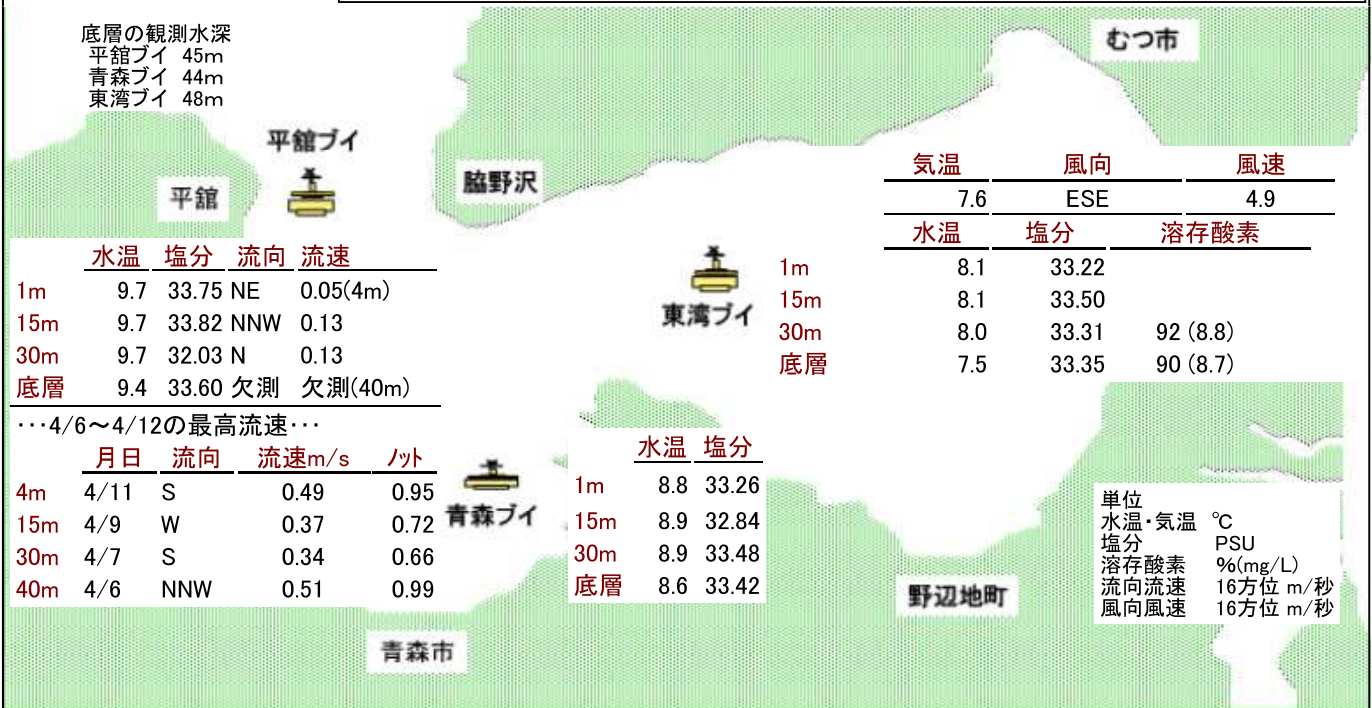 底層の観測水深
平舘ブイ 45m
青森ブイ 44m
東湾ブイ 48m
むつ市
平舘ブイ
脇野沢
平舘
気温 風向 風速
7.6 ESE 4.9
水温 塩分 溶存酸素
1m 8.1 33.22
15m 8.1 33.50
30m 8.0 33.31 92 (8.8)
底層 7.5 33.35 90 (8.7)
東湾ブイ
水温 塩分 流向 流速
1m 9.7 33.75 NE 0.05(4m)
15m 9.7 33.82 NNW 0.13
30m 9.7 32.03 N 0.13
底層 9.4 33.60 欠測 欠測(40m)
･･･4/6～4/12の最高流速･･･
月日 流向 流速m/s ﾉｯﾄ
4m 4/11 S 0.49 0.95
15m 4/9 W 0.37 0.72
30m 4/7 S 0.34 0.66
40m 4/6 NNW 0.51 0.99
青森ブイ
水温 塩分
1m 8.8 33.26
15m 8.9 32.84
30m 8.9 33.48
底層 8.6 33.42
単位
水温・気温 ℃
塩分 PSU
溶存酸素 %(mg/L)
流向流速 16方位 m/秒
風向風速 16方位 m/秒
野辺地町
青森市